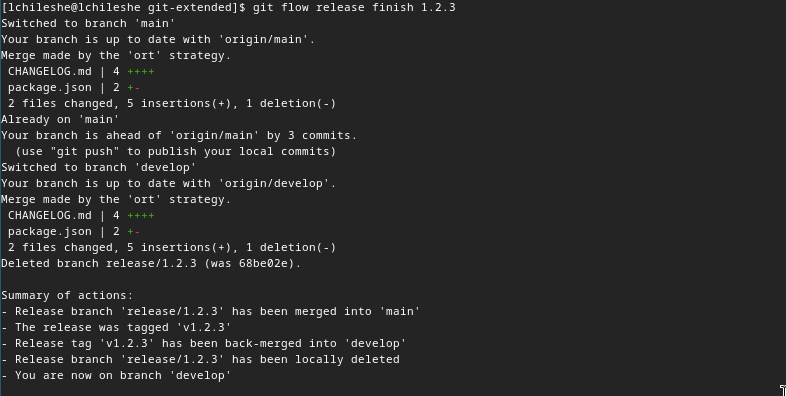 [lchileshe@lchileshe git-extended]$ git flow release finish 1.2.3
Switched to branch 'main'
Your branch is up to date with 'origin/main'.
Merge made by the 'ort' strategy.
 CHANGELOG.md | 4 ++++
 package.json | 2 +-
 2 files changed, 5 insertions(+), 1 deletion(-)
Already on 'main'
Your branch is ahead of 'origin/main' by 3 commits.
  (use "git push" to publish your local commits)
Switched to branch 'develop'
Your branch is up to date with 'origin/develop'.
Merge made by the 'ort' strategy.
 CHANGELOG.md | 4 ++++
 package.json | 2 +-
 2 files changed, 5 insertions(+), 1 deletion(-)
Deleted branch release/1.2.3 (was 68be02e).

Summary of actions:
- Release branch 'release/1.2.3' has been merged into 'main'
- The release was tagged 'v1.2.3'
- Release tag 'v1.2.3' has been back-merged into 'develop'
- Release branch 'release/1.2.3' has been locally deleted
- You are now on branch 'develop'